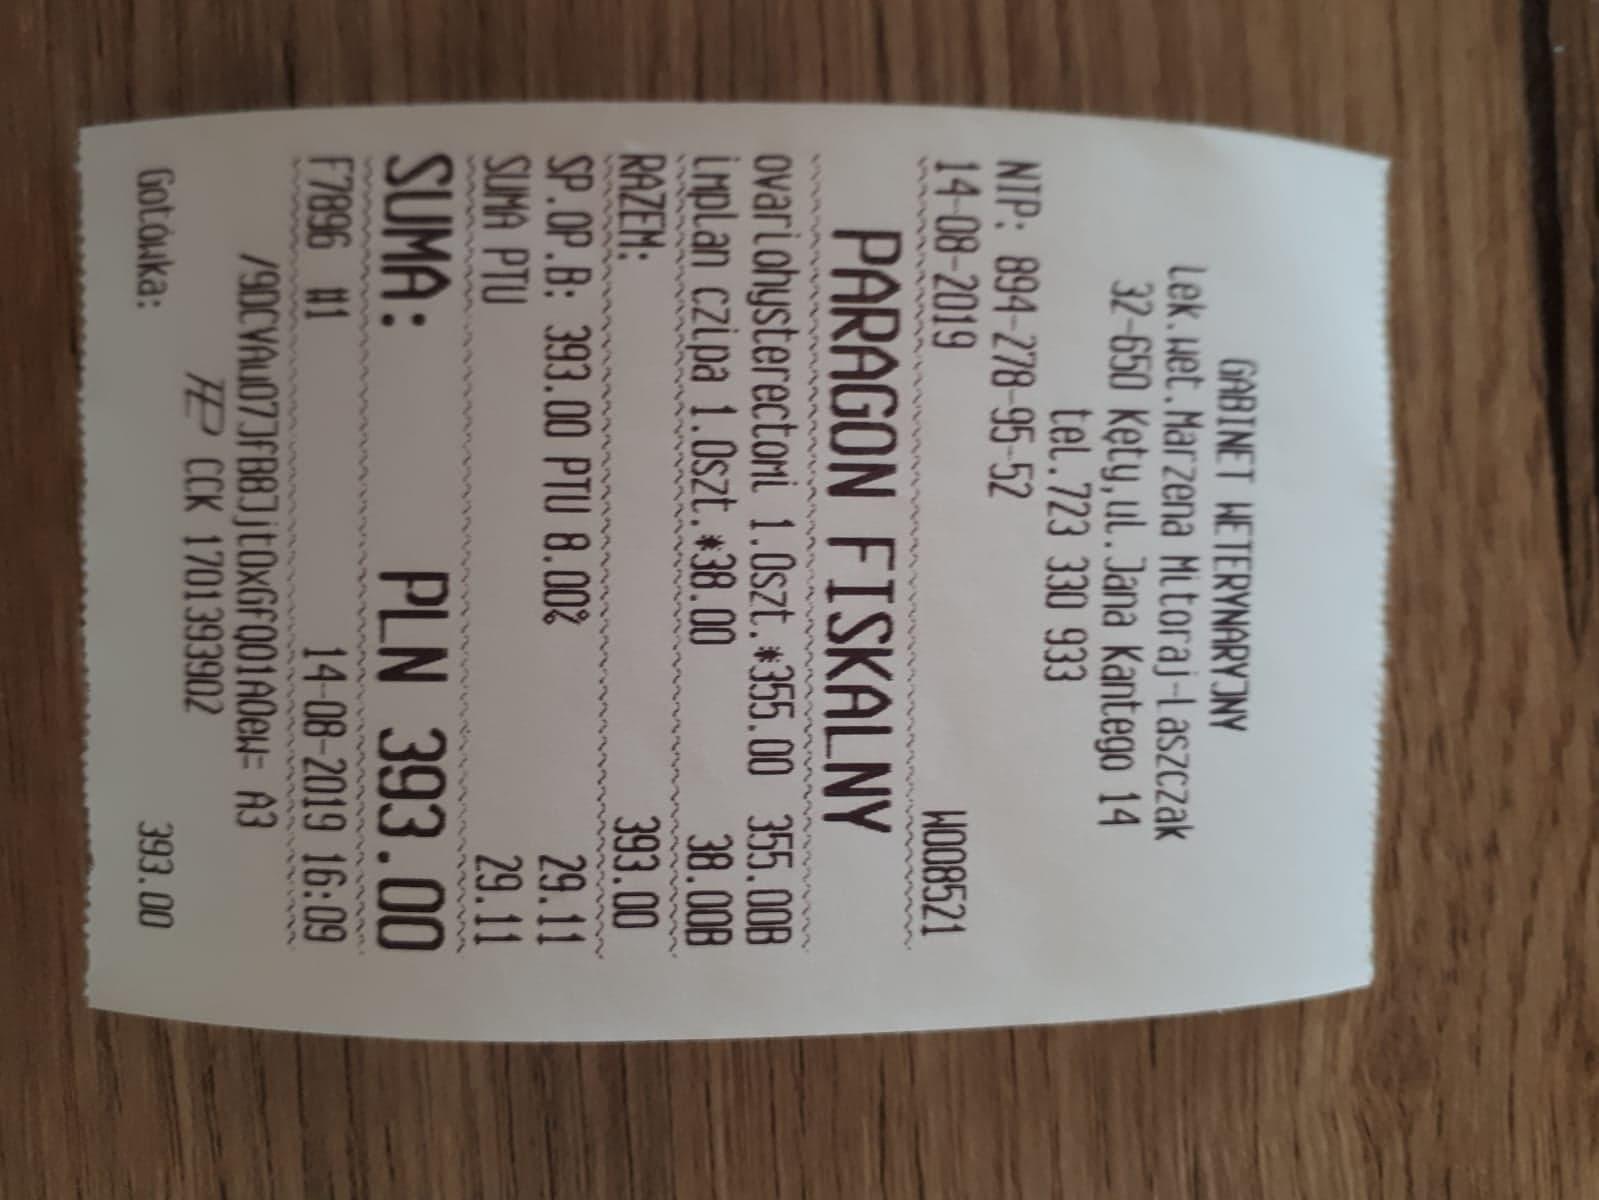 GABINET WETERYNARYJNY
Lek.wet.Marzena Mitoraj-Laszczak
32-650 Kęty,ul.Jana Kantego 14
tel.723 330 933
NIP: 894-278-95-52
14-08-2019 W008521
PARAGON FISKALNY
ovariohysterectomi 1.0szt.*355.00 355.00B
implan czipa 1.0szt.*38.00 38.00B
RAZEM: 393.00
SP.OP.B: 393.00 PTU 8.00% 29.11
SUMA PTU 29.11
SUMA: PLN 393.00
F7896 #1 14-08-2019 16:09
CCK 1701393902
Gotówka: 393.00